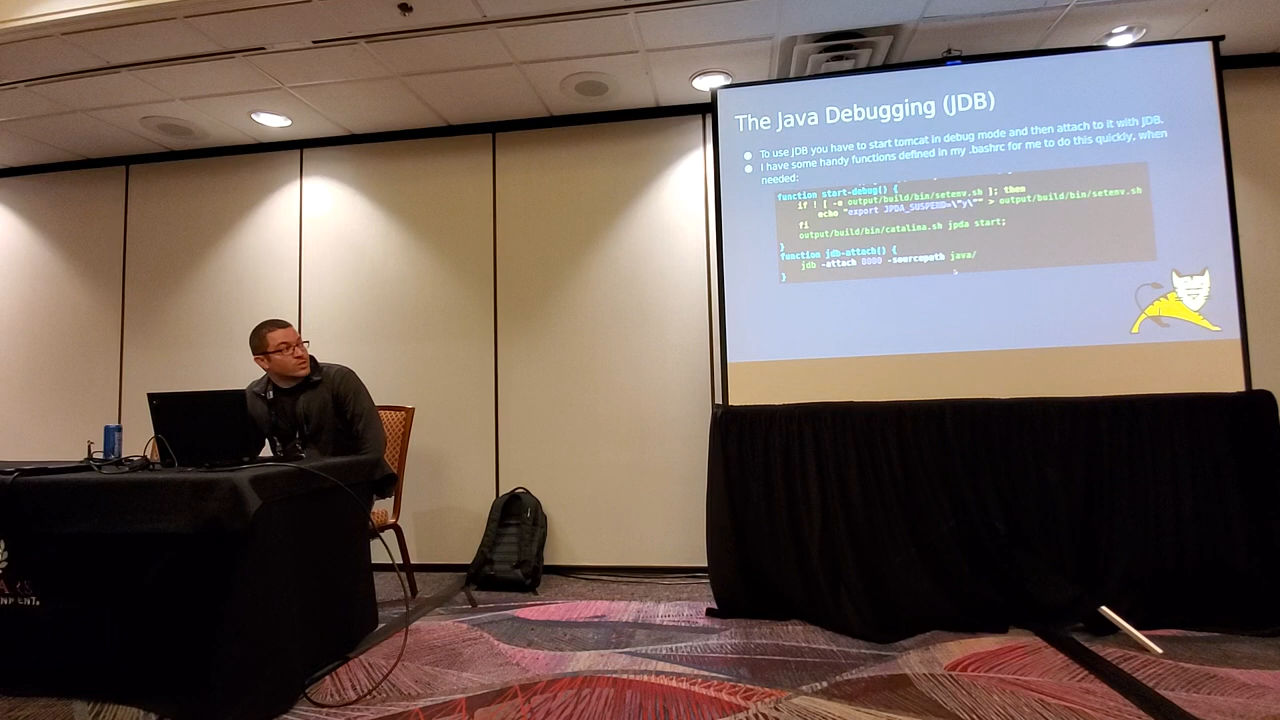 The Java Debugging (JDB)
To use JDB you have to start tomcat in debug mode and then attach to it with JDB.
I have some handy functions defined in my .bashrc for me to do this quickly, when
needed:
function start-debug() {
if ! [ -e output/build/bin/setenv.sh ]; then
echo "export JPDA_SUSPEND=\"y\"" > output/build/bin/setenv.sh
fi
output/build/bin/catalina.sh jpda start;
}
function jdb-attach() {
jdb -attach 8000 -sourcepath java/
}